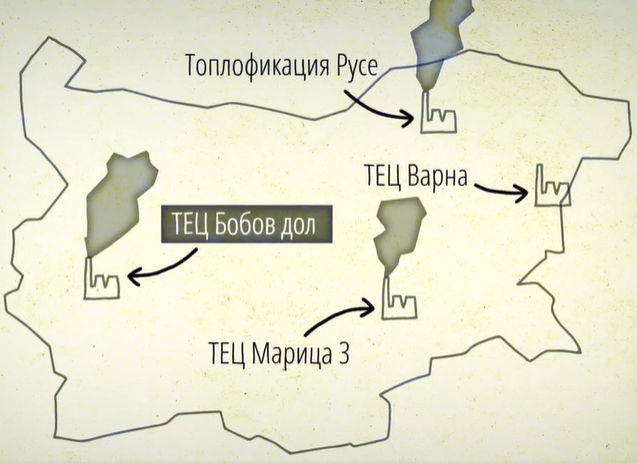 Топлофикация Русе
ТЕЦ Варна
ТЕЦ Бобов дол
ТЕЦ Марица 3